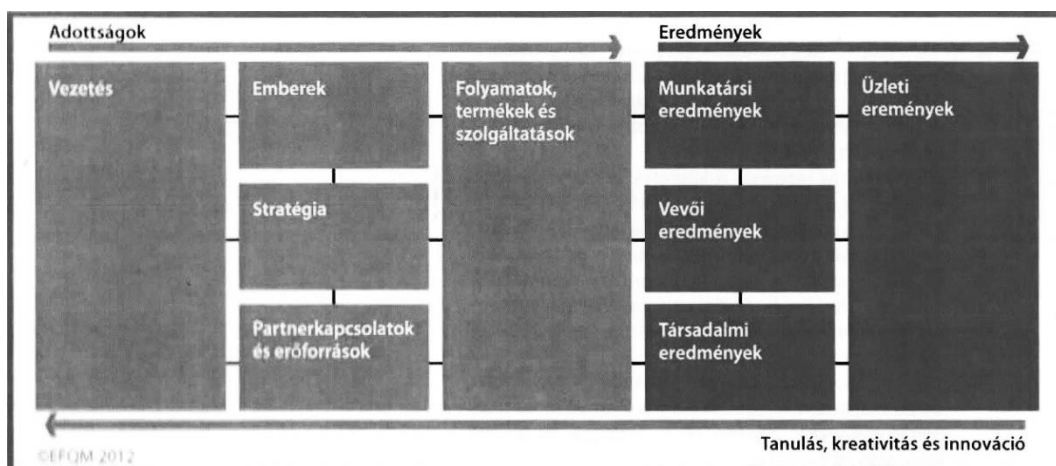 Adottságok
Eredmények
Vezetés
Emberek
Stratégia
Partnerkapcsolatok
és erőforrások
Folyamatok,
termékek és
szolgáltatások
Munkatársi
eredmények
Vevői
eredmények
Társadalmi
eredmények
Üzleti
eremények
Tanulás, kreativitás és innováció
©EFQM 2012